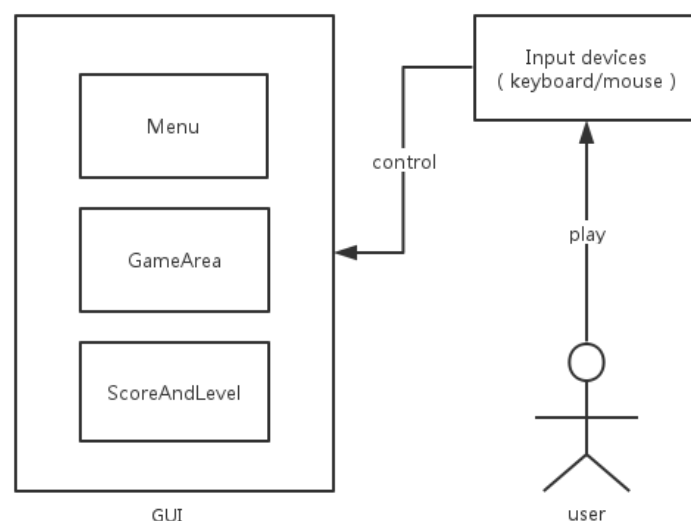 Input devices
( keyboard/mouse )
Menu
control
play
GameArea
ScoreAndLevel
GUI
user